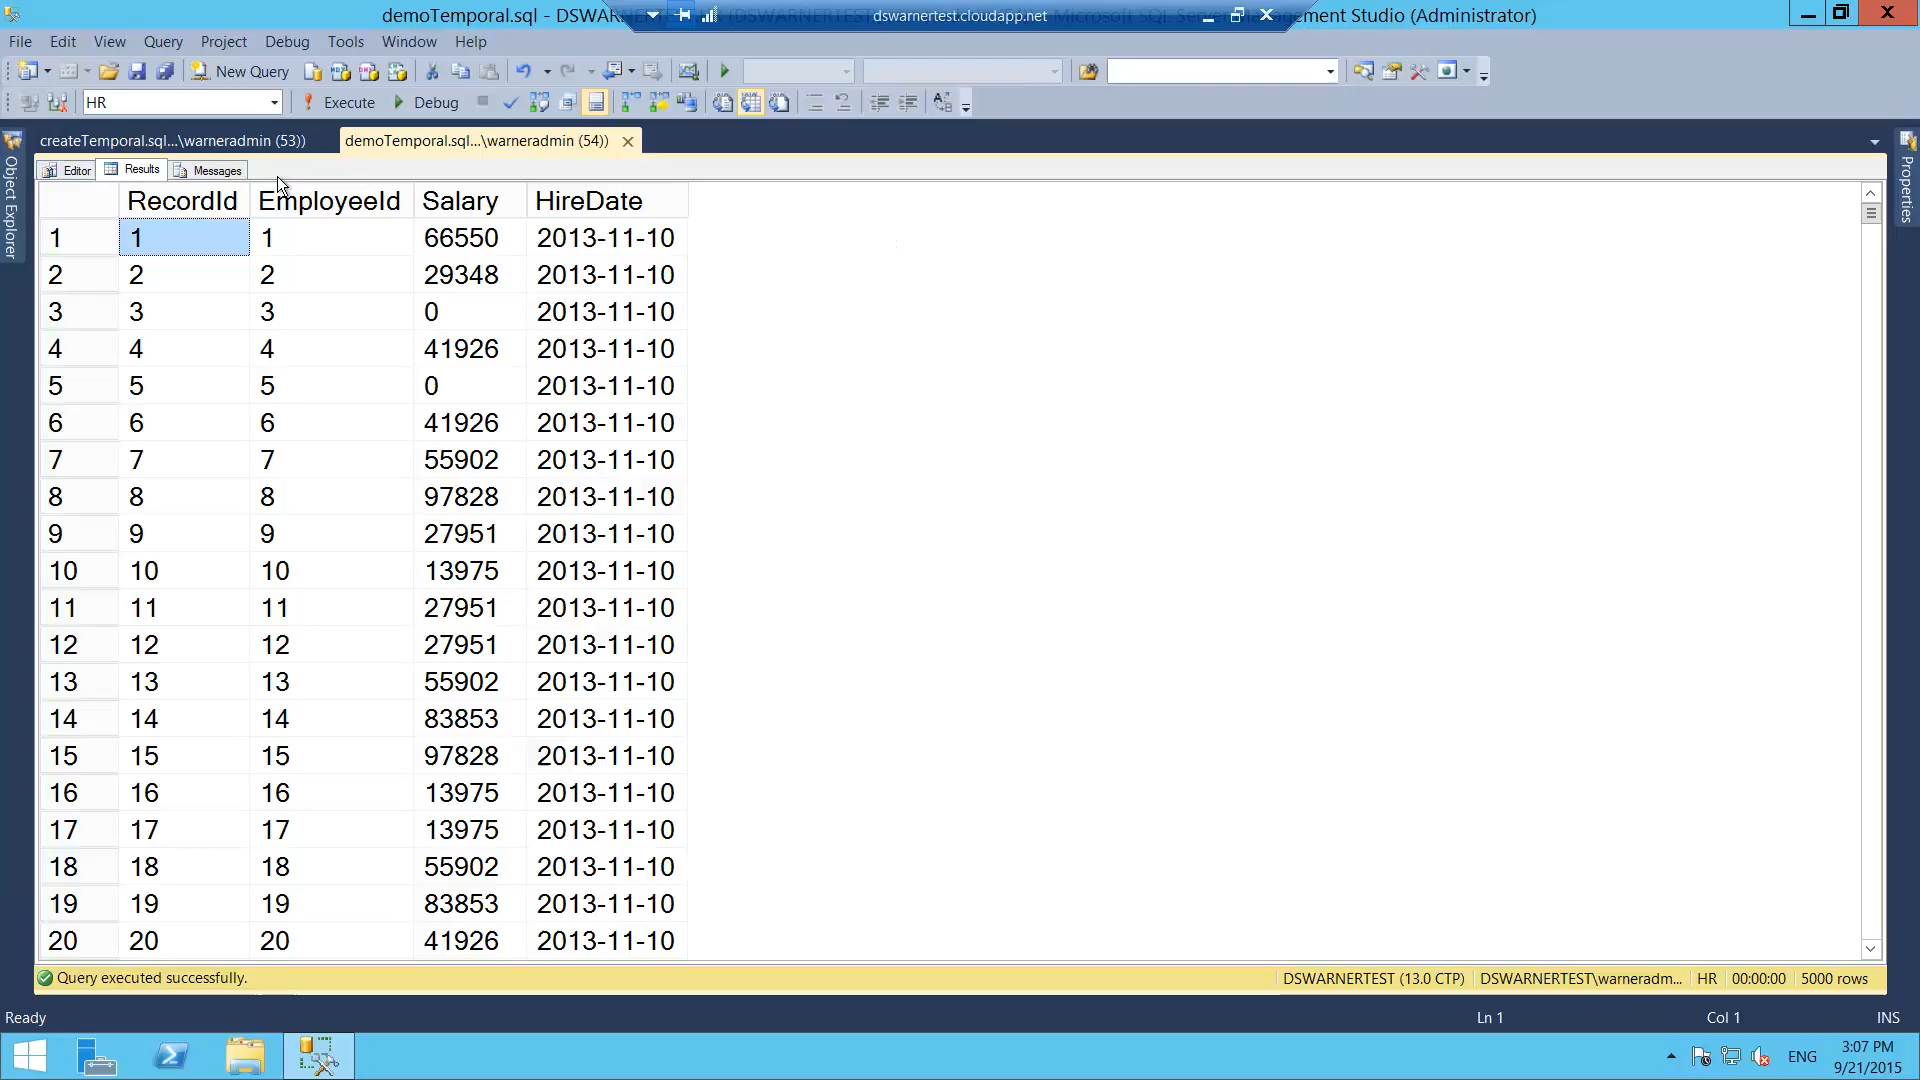 demoTemporal.sql - DSWARNERTEST
dswarnertest.cloudapp.net
Management Studio (Administrator)
File Edit View Query Project Debug Tools Window Help
New Query
HR Execute Debug
createTemporal.sql...\warneradmin (53)) demoTemporal.sql...\warneradmin (54))
Object Explorer
Properties
Editor Results Messages
RecordId EmployeeId Salary HireDate
1 1 1 66550 2013-11-10
2 2 2 29348 2013-11-10
3 3 3 0 2013-11-10
4 4 4 41926 2013-11-10
5 5 5 0 2013-11-10
6 6 6 41926 2013-11-10
7 7 7 55902 2013-11-10
8 8 8 97828 2013-11-10
9 9 9 27951 2013-11-10
10 10 10 13975 2013-11-10
11 11 11 27951 2013-11-10
12 12 12 27951 2013-11-10
13 13 13 55902 2013-11-10
14 14 14 83853 2013-11-10
15 15 15 97828 2013-11-10
16 16 16 13975 2013-11-10
17 17 17 13975 2013-11-10
18 18 18 55902 2013-11-10
19 19 19 83853 2013-11-10
20 20 20 41926 2013-11-10
Query executed successfully. DSWARNERTEST (13.0 CTP) DSWARNERTEST\warneradm... HR 00:00:00 5000 rows
Ready Ln 1 Col 1 INS
ENG 3:07 PM
9/21/2015